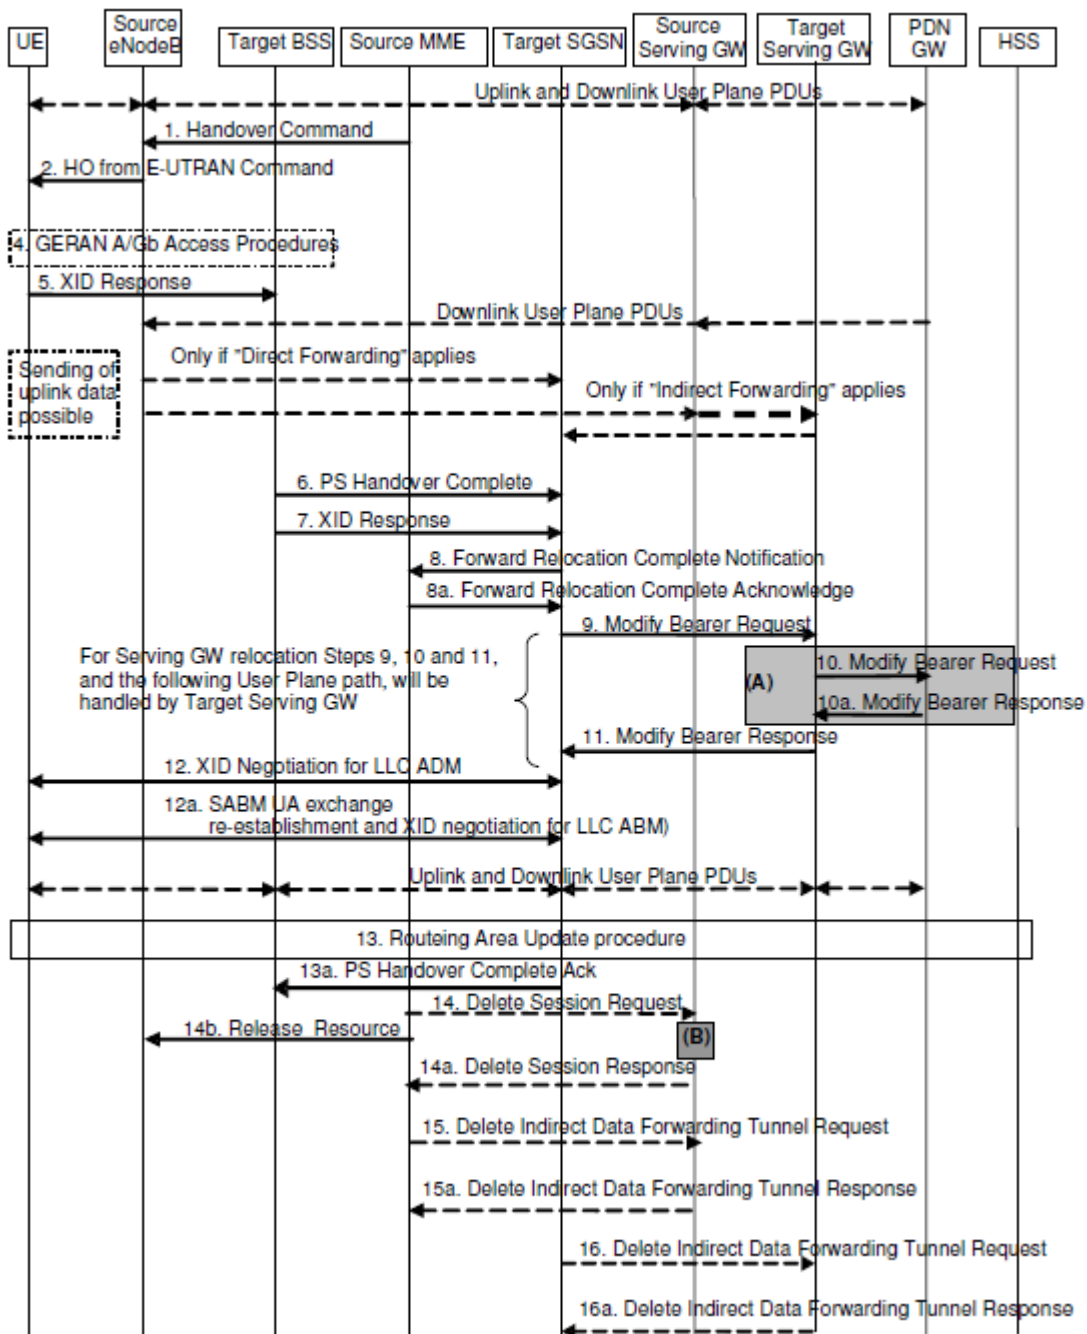 UE
Source
eNodeB
Target BSS
Source MME
Target SGSN
Source
Serving GW
Target
Serving GW
PDN
GW
HSS
Uplink and Downlink User Plane PDUs
1. Handover Command
2. HO from E-UTRAN Command
4. GERAN A/Gb Access Procedures
5. XID Response
Downlink User Plane PDUs
Only if "Direct Forwarding" applies
Sending of
uplink data
possible
Only if "Indirect Forwarding" applies
6. PS Handover Complete
7. XID Response
8. Forward Relocation Complete Notification
8a. Forward Relocation Complete Acknowledge
9. Modify Bearer Request
For Serving GW relocation Steps 9, 10 and 11,
and the following User Plane path, will be
handled by Target Serving GW
(A)
10. Modify Bearer Request
10a. Modify Bearer Response
11. Modify Bearer Response
12. XID Negotiation for LLC ADM
12a. SABM UA exchange
re-establishment and XID negotiation for LLC ABM)
Uplink and Downlink User Plane PDUs
13. Routeing Area Update procedure
13a. PS Handover Complete Ack
14. Delete Session Request
14b. Release Resource
(B)
14a. Delete Session Response
15. Delete Indirect Data Forwarding Tunnel Request
15a. Delete Indirect Data Forwarding Tunnel Response
16. Delete Indirect Data Forwarding Tunnel Request
16a. Delete Indirect Data Forwarding Tunnel Response